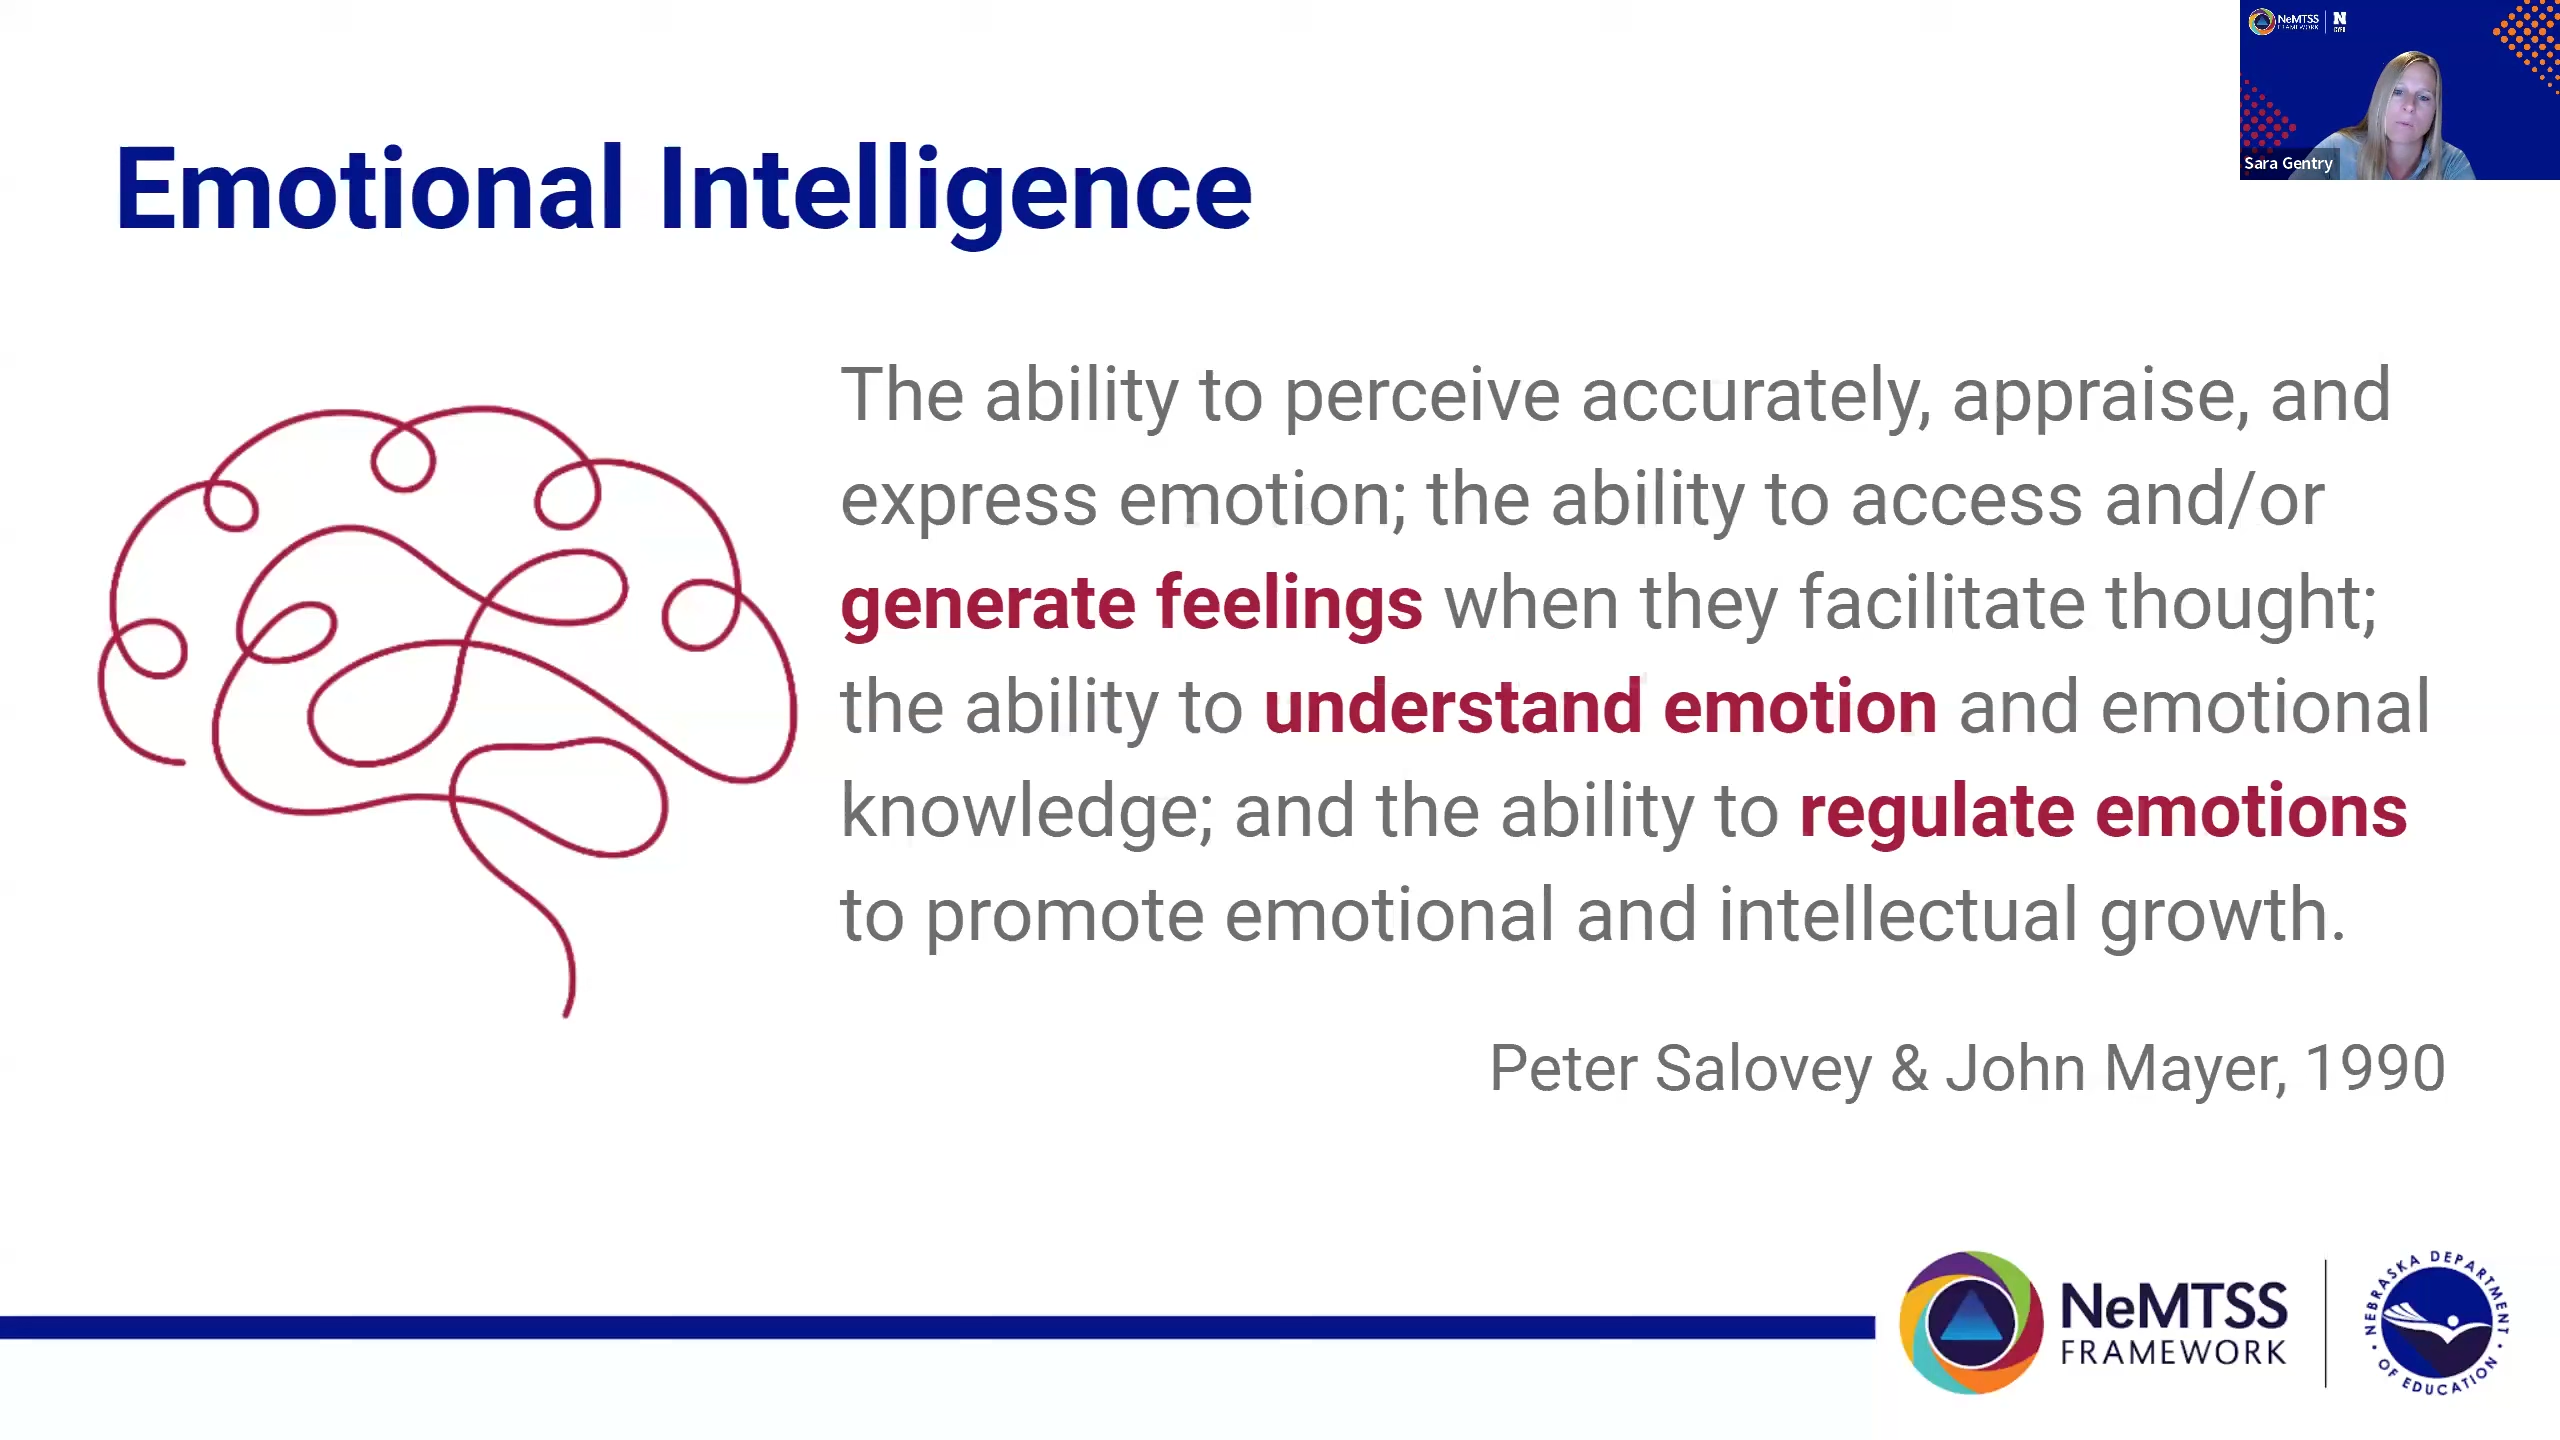 Emotional Intelligence
The ability to perceive accurately, appraise, and
express emotion; the ability to access and/or
generate feelings when they facilitate thought;
the ability to understand emotion and emotional
knowledge; and the ability to regulate emotions
to promote emotional and intellectual growth.
Peter Salovey & John Mayer, 1990
NeMTSS
FRAMEWORK
N
Sara Gentry
NeMTSS
FRAMEWORK
NEBRASKA DEPARTMENT
OF EDUCATION